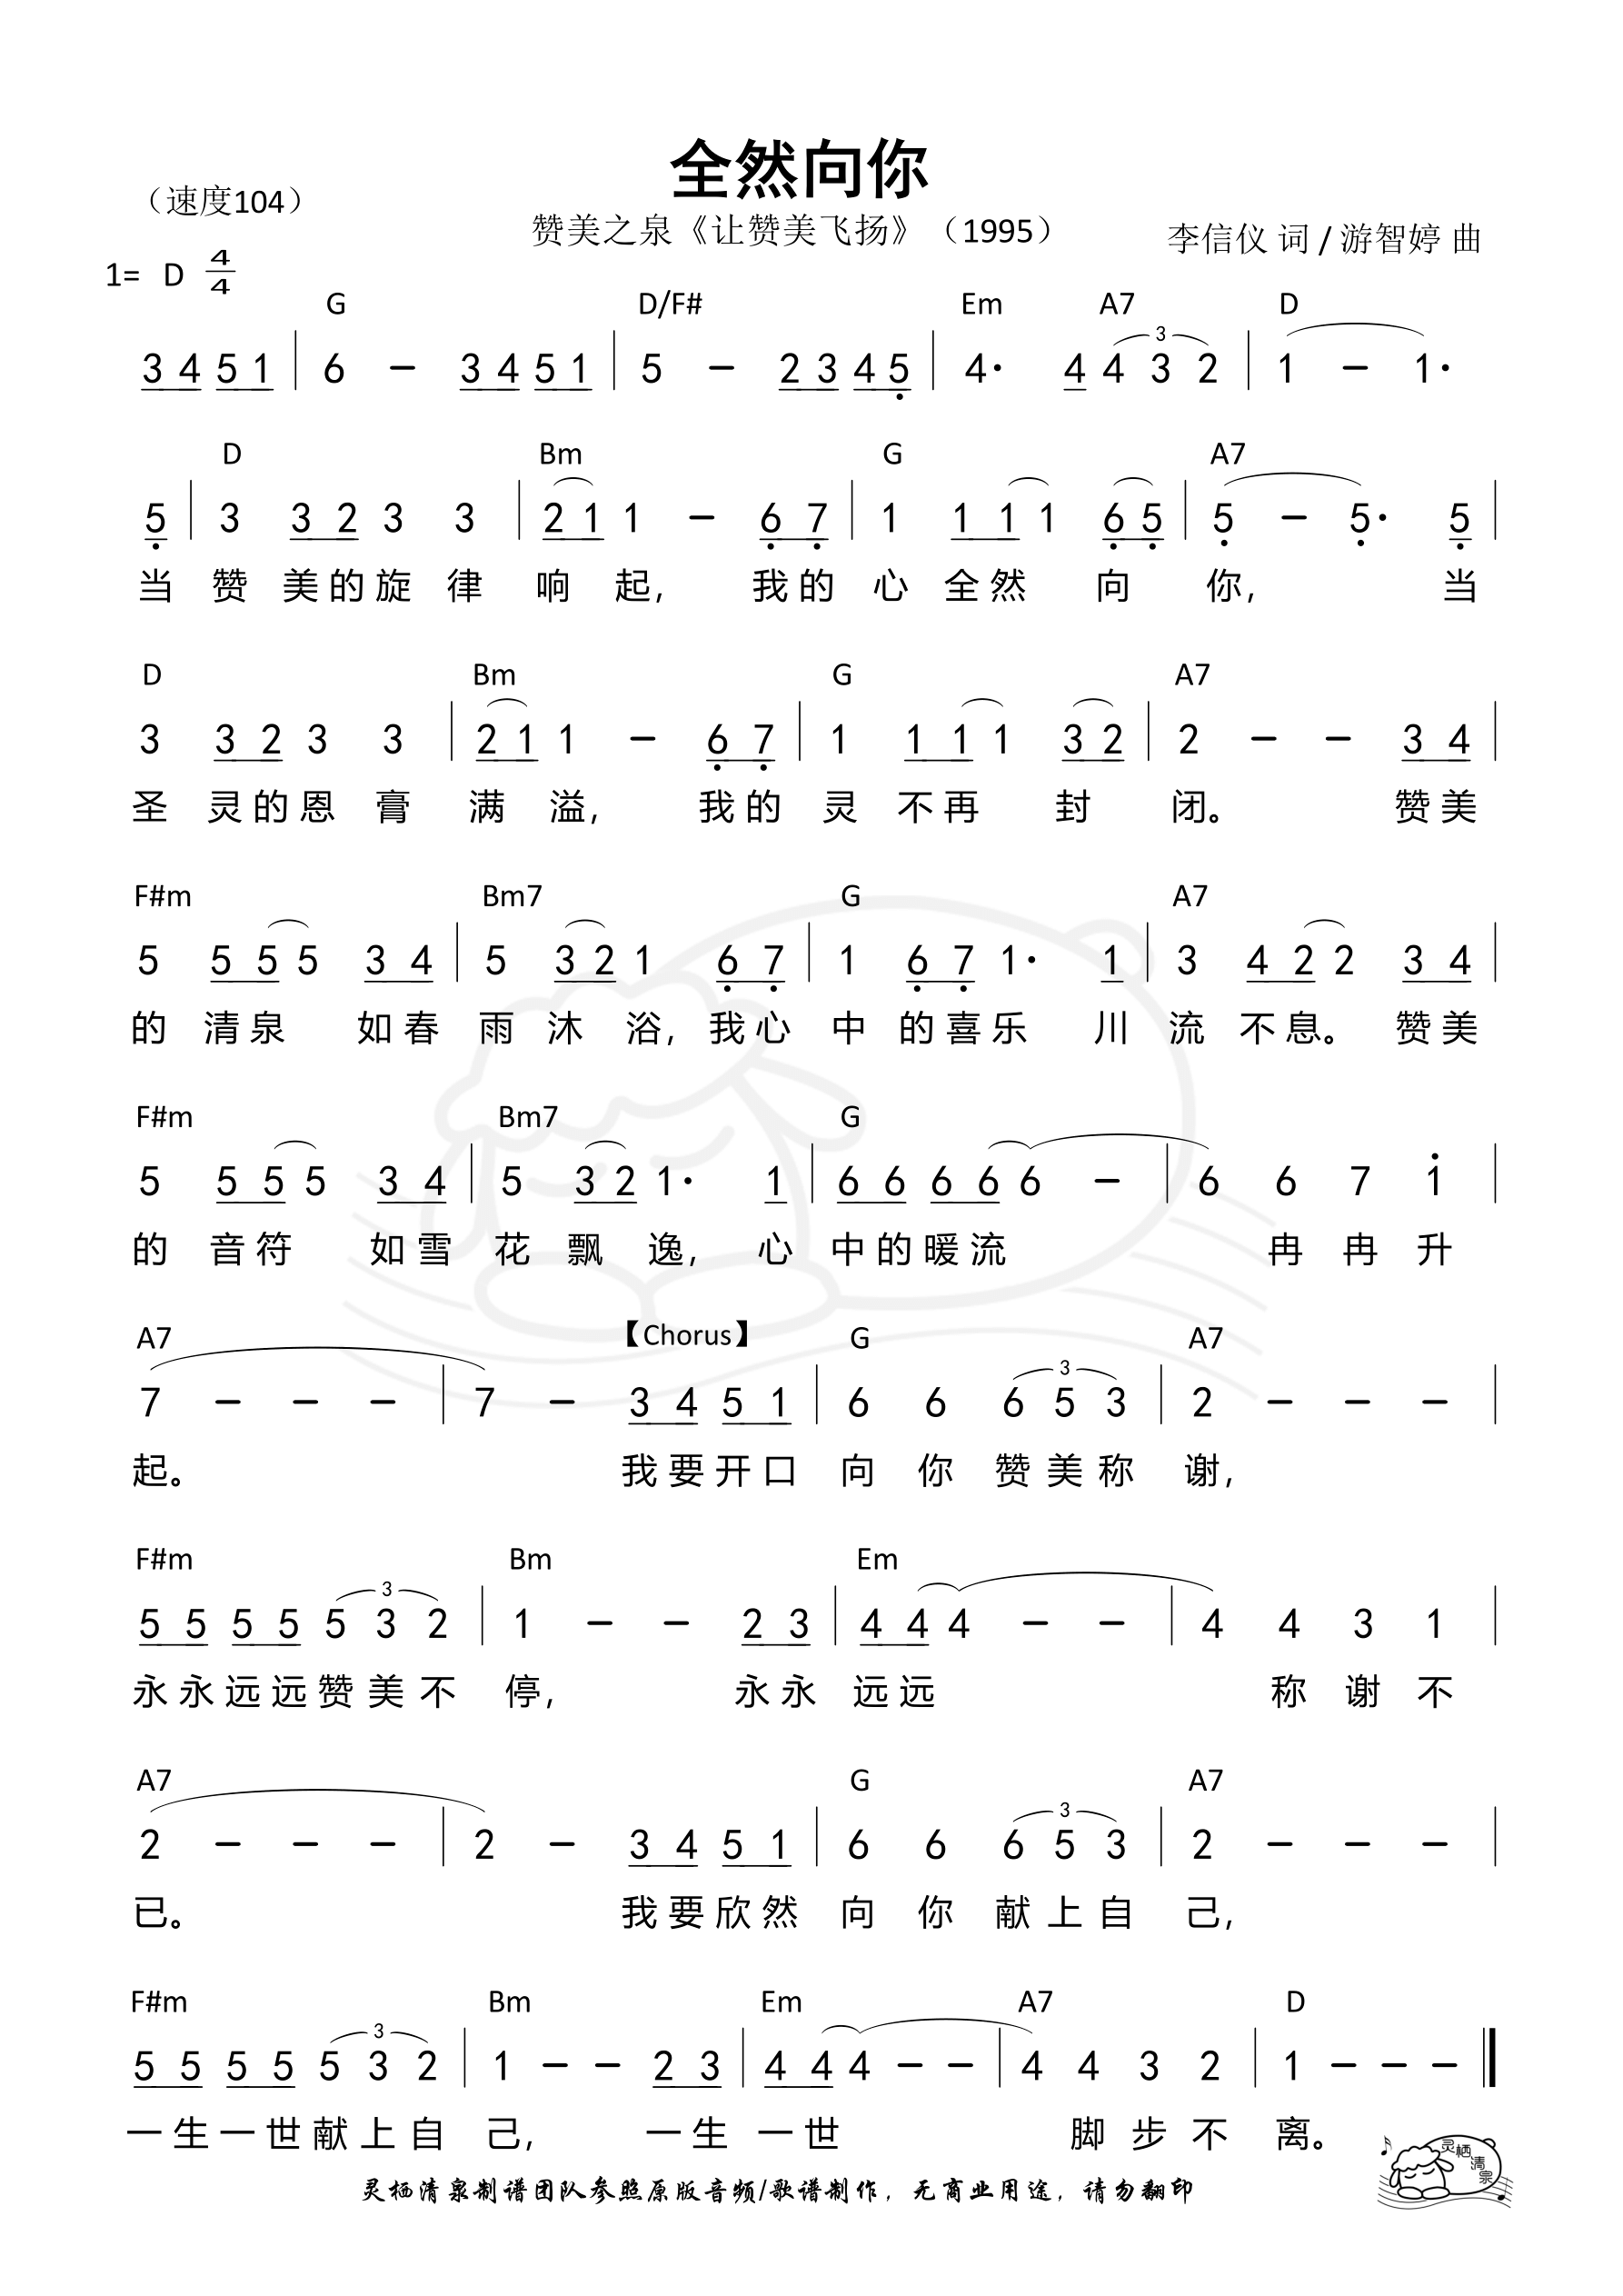 全然向你
（速度104）
赞美之泉《让赞美飞扬》（1995）
李信仪 词 / 游智婷 曲
1= D 4/4
G D/F# Em A7 D
3 4 5 1 | 6 – 3 4 5 1 | 5 – 2 3 4 5 | 4· 4 4 3 2 | 1 – 1·
3
D Bm G A7
5 | 3 3 2 3 3 | 2 1 1 – 6 7 | 1 1 1 1 6 5 | 5 – 5· 5 |
当 赞 美的旋 律 响 起, 我的 心 全然 向 你, 当
D Bm G A7
3 3 2 3 3 | 2 1 1 – 6 7 | 1 1 1 1 3 2 | 2 – – 3 4 |
圣 灵的恩 膏 满 溢, 我的 灵 不再 封 闭。 赞美
F#m Bm7 G A7
5 5 5 5 3 4 | 5 3 2 1 6 7 | 1 6 7 1· 1 | 3 4 2 2 3 4 |
的 清泉 如春 雨 沐 浴, 我心 中 的喜乐 川 流 不息。 赞美
F#m Bm7 G
5 5 5 5 3 4 | 5 3 2 1· 1 | 6 6 6 6 6 – | 6 6 7 1 |
的 音符 如雪 花 飘 逸, 心 中的暖流 冉 冉 升
A7 【Chorus】 G A7
7 – – – | 7 – 3 4 5 1 | 6 6 6 5 3 | 2 – – – |
3
起。 我要开口 向 你 赞美称 谢,
F#m Bm Em
5 5 5 5 5 3 2 | 1 – – 2 3 | 4 4 4 – – | 4 4 3 1 |
3
永永远远赞美不 停, 永永 远远 称 谢 不
A7 G A7
2 – – – | 2 – 3 4 5 1 | 6 6 6 5 3 | 2 – – – |
3
已。 我要欣然 向 你 献上自 己,
F#m Bm Em A7 D
5 5 5 5 5 3 2 | 1 – – 2 3 | 4 4 4 – – | 4 4 3 2 | 1 – – – ‖
3
一生一世献上自 己, 一生 一世 脚 步 不 离。
灵栖清泉制谱团队参照原版音频/歌谱制作，无商业用途，请勿翻印
灵栖清泉